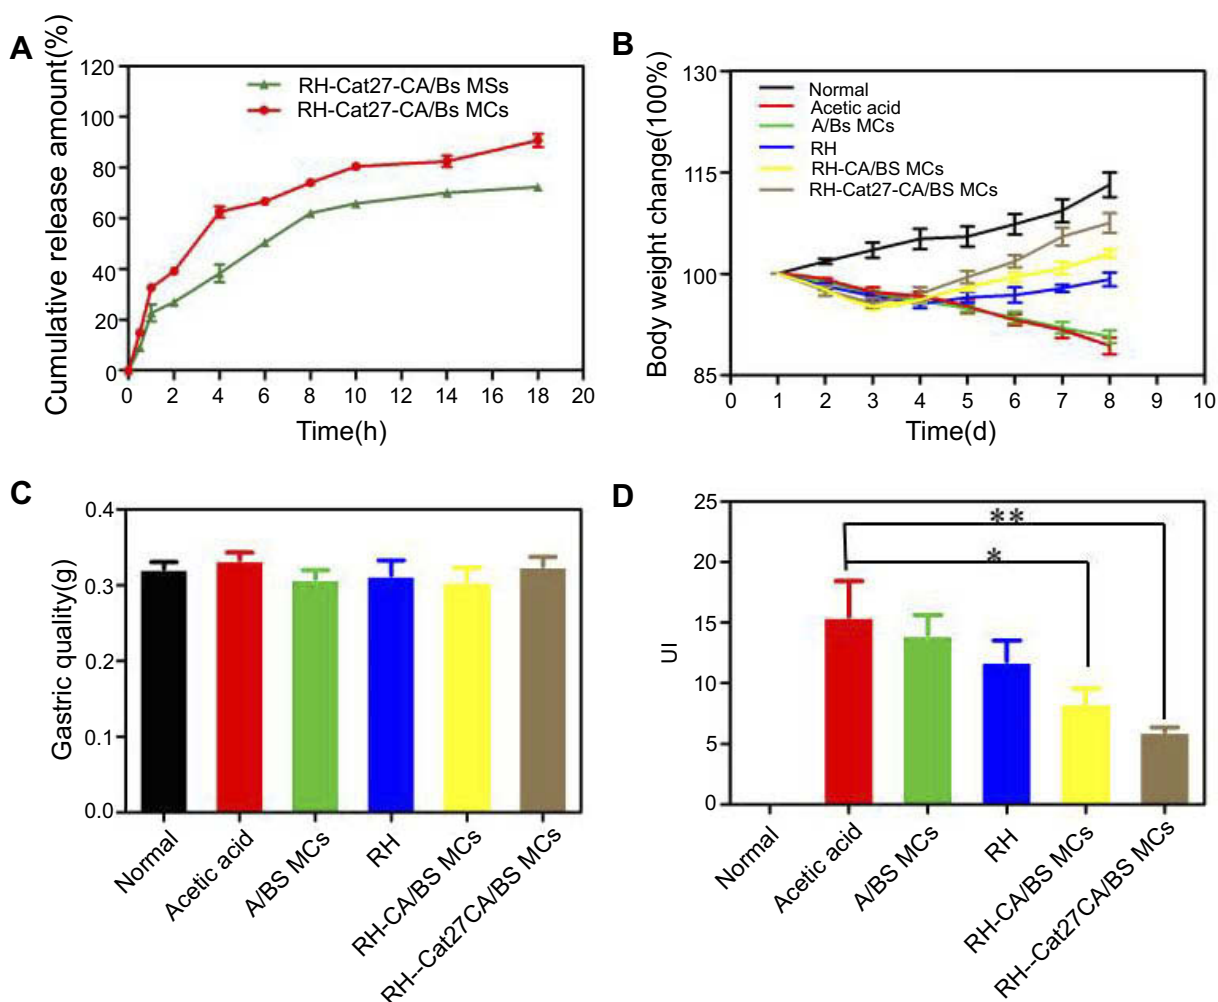 A
Cumulative release amount(%)
120
100
80
60
40
20
0
RH-Cat27-CA/Bs MSs
RH-Cat27-CA/Bs MCs
0 2 4 6 8 10 12 14 16 18 20
Time(h)
B
Body weight change(100%)
130
115
100
85
Normal
Acetic acid
A/Bs MCs
RH
RH-CA/BS MCs
RH-Cat27-CA/BS MCs
0 1 2 3 4 5 6 7 8 9 10
Time(d)
C
Gastric quality(g)
0.4
0.3
0.2
0.1
0.0
Normal
Acetic acid
A/BS MCs
RH
RH-CA/BS MCs
RH--Cat27CA/BS MCs
D
UI
25
20
15
10
5
0
**
*
Normal
Acetic acid
A/BS MCs
RH
RH-CA/BS MCs
RH--Cat27CA/BS MCs